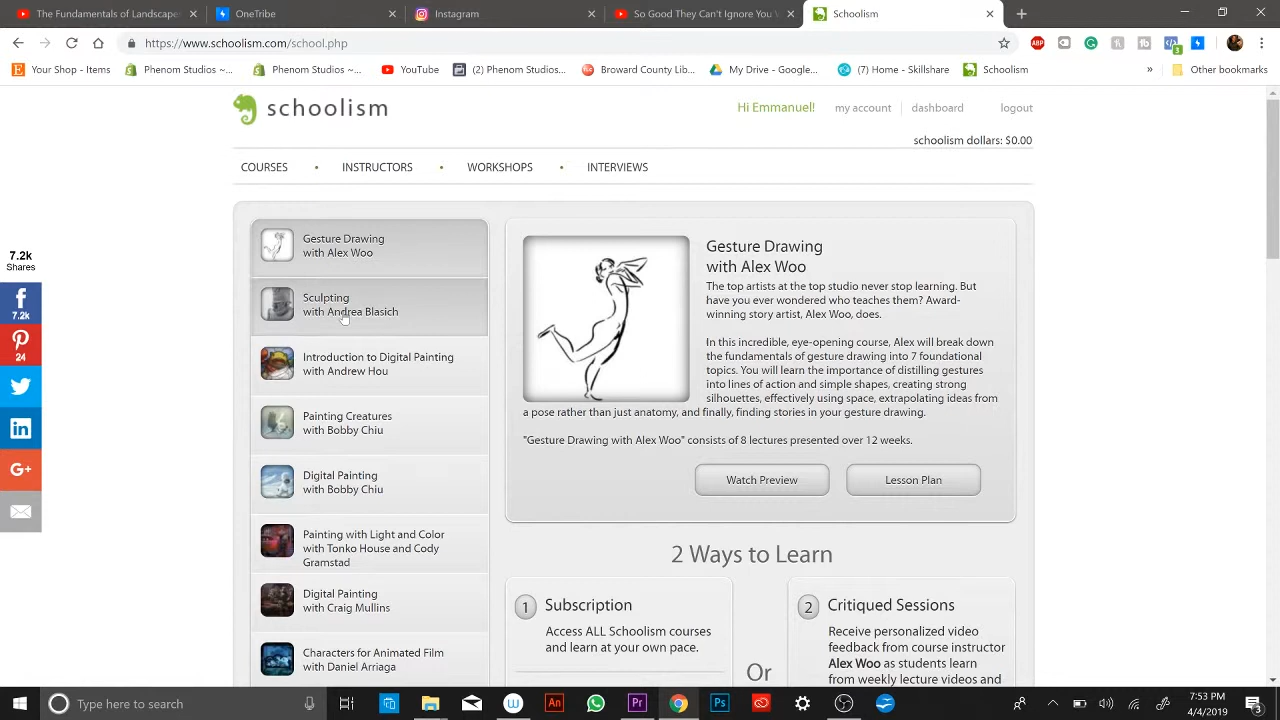 The Fundamentals of Landscape
OneTribe
Instagram
So Good They Can't Ignore You
Schoolism
https://www.schoolism.com/school.php
ABP
3
Your Shop - Items
Phenom Studios ~...
Phenom Studios ~...
YouTube
(2) Phenom Studios...
Broward County Lib...
My Drive - Google...
(7) Home - Skillshare
Schoolism
»
Other bookmarks
schoolism
Hi Emmanuel!
my account
dashboard
logout
schoolism dollars: $0.00
COURSES • INSTRUCTORS • WORKSHOPS • INTERVIEWS
7.2k
Shares
7.2k
24
G+
Gesture Drawing
with Alex Woo
Sculpting
with Andrea Blasich
Introduction to Digital Painting
with Andrew Hou
Painting Creatures
with Bobby Chiu
Digital Painting
with Bobby Chiu
Painting with Light and Color
with Tonko House and Cody
Gramstad
Digital Painting
with Craig Mullins
Characters for Animated Film
with Daniel Arriaga
Gesture Drawing
with Alex Woo
The top artists at the top studio never stop learning. But
have you ever wondered who teaches them? Award-
winning story artist, Alex Woo, does.
In this incredible, eye-opening course, Alex will break down
the fundamentals of gesture drawing into 7 foundational
topics. You will learn the importance of distilling gestures
into lines of action and simple shapes, creating strong
silhouettes, effectively using space, extrapolating ideas from
a pose rather than just anatomy, and finally, finding stories in your gesture drawing.
"Gesture Drawing with Alex Woo" consists of 8 lectures presented over 12 weeks.
Watch Preview
Lesson Plan
2 Ways to Learn
1 Subscription
Access ALL Schoolism courses
and learn at your own pace.
Or
2 Critiqued Sessions
Receive personalized video
feedback from course instructor
Alex Woo as students learn
from weekly lecture videos and
Type here to search
An
Pr
Ps
7:53 PM
4/4/2019
3